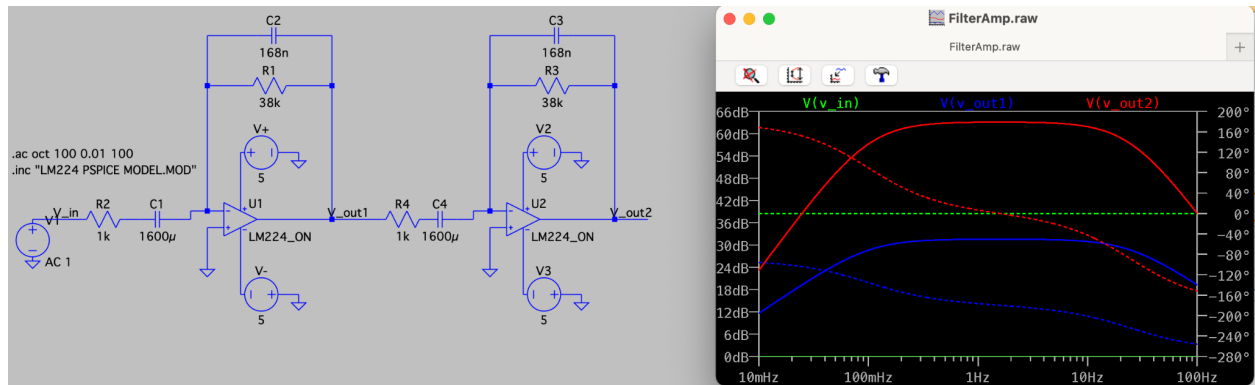 C2
168n
R1
38k
V+
5
.ac oct 100 0.01 100
.inc "LM224 PSPICE MODEL.MOD"
V1
V_in
R2
1k
C1
1600µ
U1
LM224_ON
V_out1
AC 1
V-
5
C3
168n
R3
38k
V2
5
R4
1k
C4
1600µ
U2
LM224_ON
V_out2
V3
5
FilterAmp.raw
FilterAmp.raw
+
V(v_in) V(v_out1) V(v_out2)
66dB 200°
60dB 160°
54dB 120°
48dB 80°
42dB 40°
36dB 0°
30dB -40°
24dB -80°
18dB -120°
12dB -160°
6dB -200°
0dB -240°
-280°
10mHz 100mHz 1Hz 10Hz 100Hz